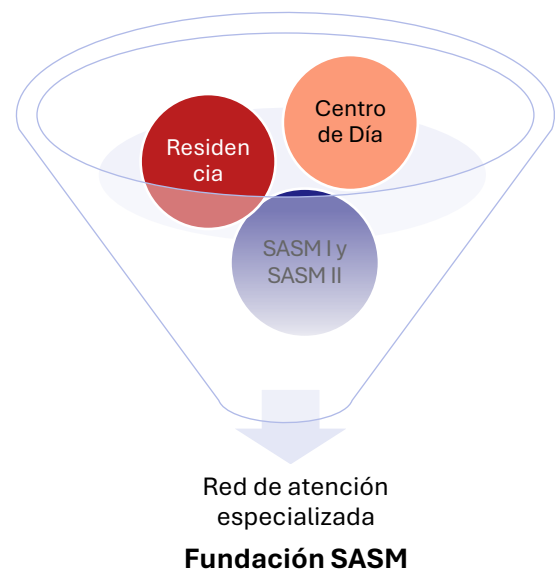 Residen
cia
Centro
de Día
SASM I y
SASM II
Red de atención
especializada
Fundación SASM